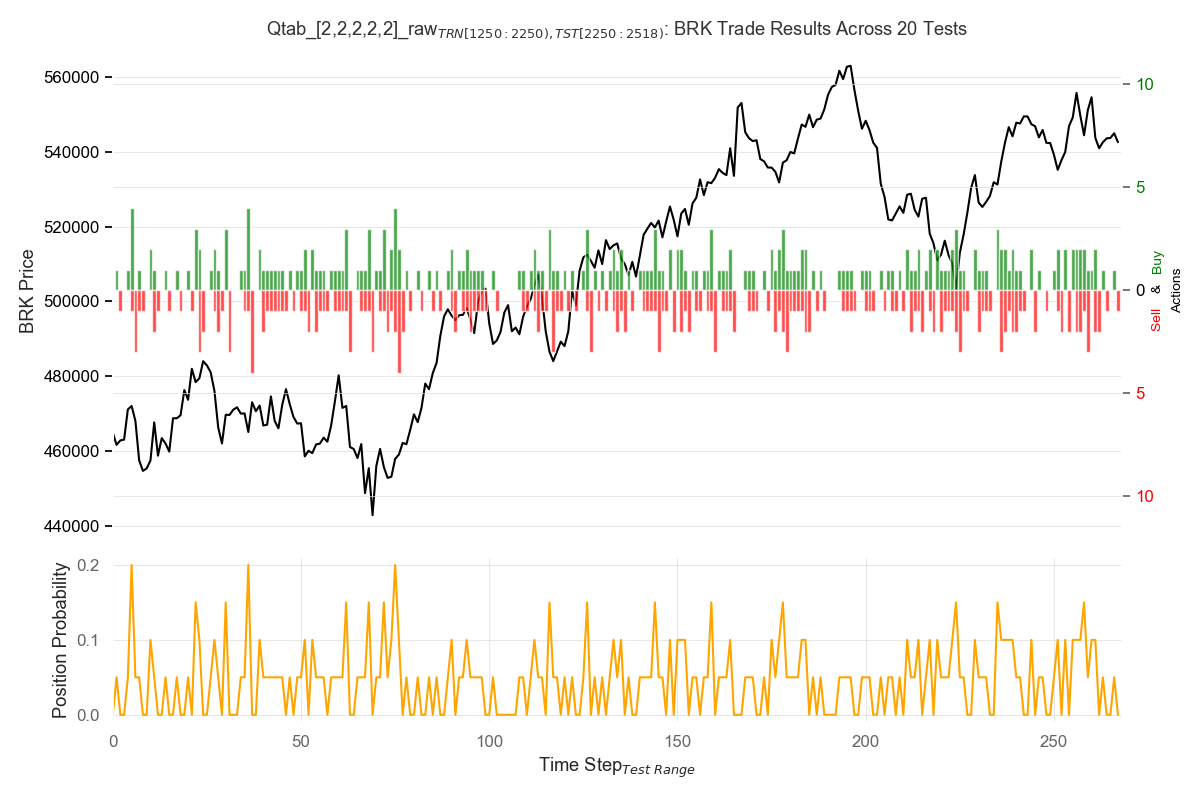 Qtab_[2,2,2,2,2]_raw_TRN[1250:2250),TST[2250:2518): BRK Trade Results Across 20 Tests
BRK Price
560000
540000
520000
500000
480000
460000
440000
10
5
0
5
10
Sell & Buy
Actions
Position Probability
0.2
0.1
0.0
0 50 100 150 200 250
Time Step Test Range